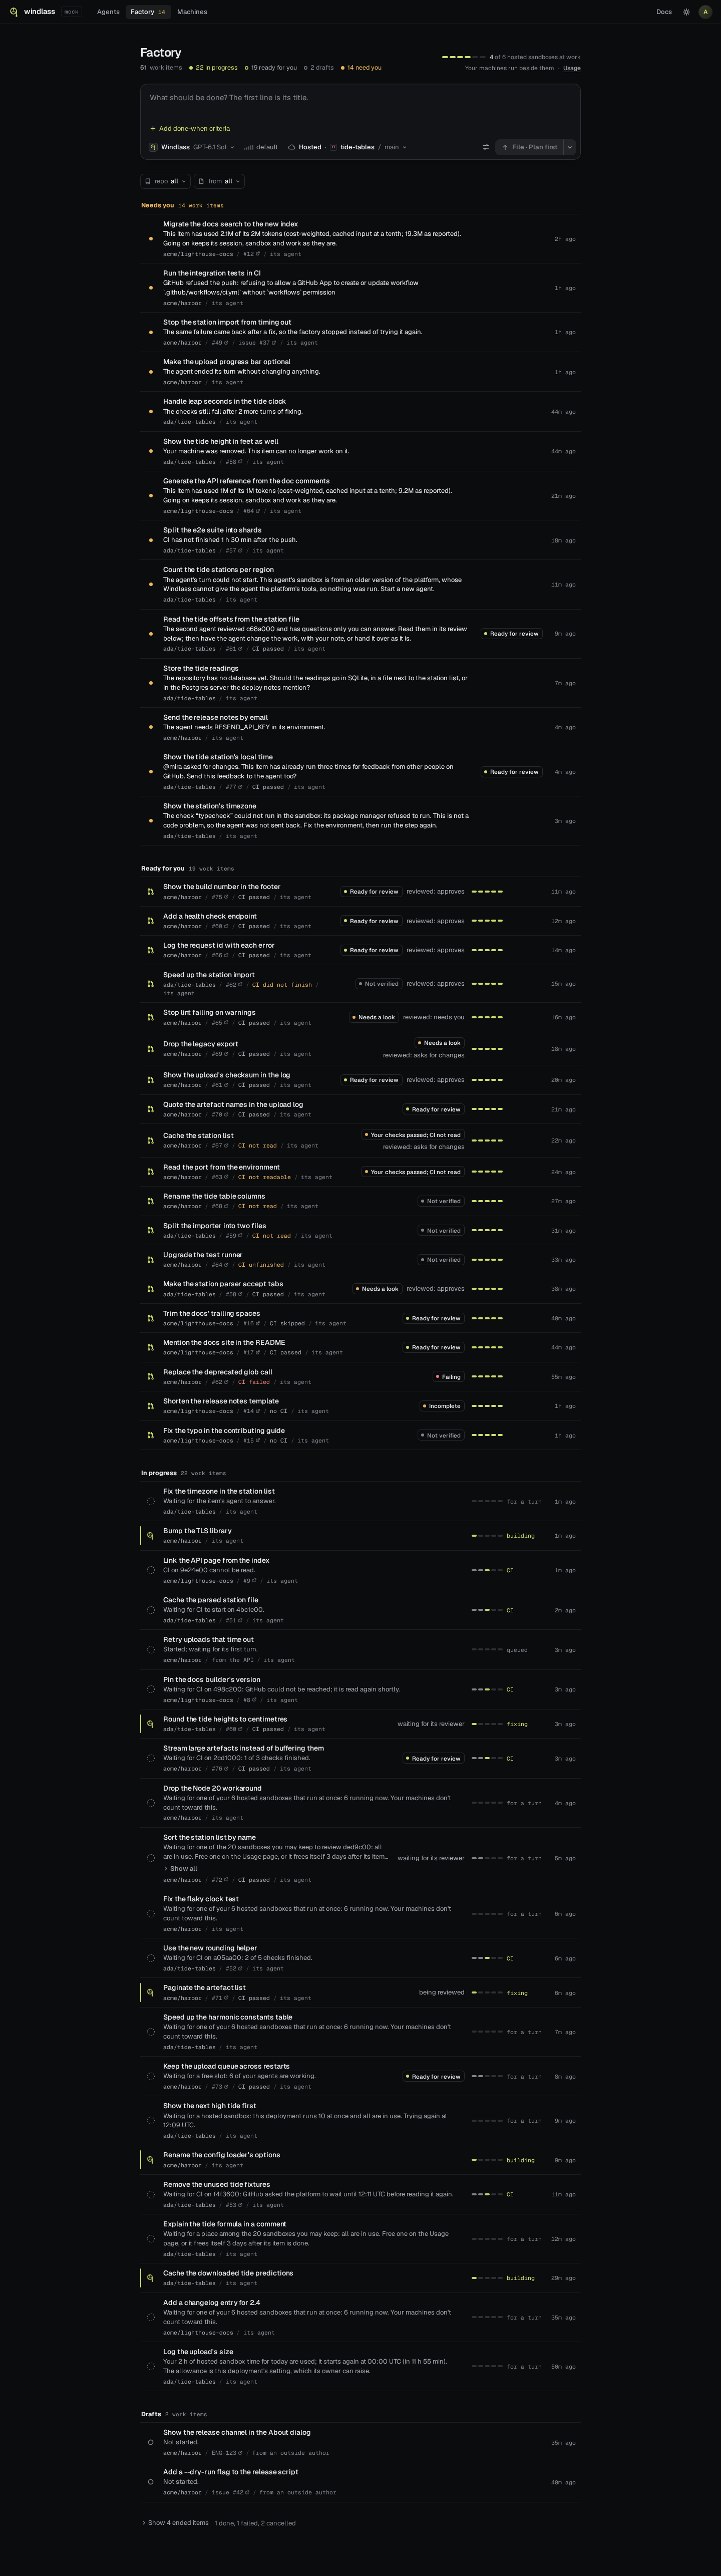 windlass mock Agents Factory 14 Machines Docs A
Factory
61 work items 22 in progress 19 ready for you 2 drafts 14 need you
4 of 6 hosted sandboxes at work
Your machines run beside them · Usage
What should be done? The first line is its title.
+ Add done-when criteria
Windlass GPT-6.1 Sol default Hosted · tide-tables / main File · Plan first
repo all from all
Needs you 14 work items
Migrate the docs search to the new index
This item has used 2.1M of its 2M tokens (cost-weighted, cached input at a tenth; 19.3M as reported).
Going on keeps its session, sandbox and work as they are.
acme/lighthouse-docs / #12 / its agent
2h ago
Run the integration tests in CI
GitHub refused the push: refusing to allow a GitHub App to create or update workflow
`.github/workflows/ci.yml` without `workflows` permission
acme/harbor / its agent
1h ago
Stop the station import from timing out
The same failure came back after a fix, so the factory stopped instead of trying it again.
acme/harbor / #49 / issue #37 / its agent
1h ago
Make the upload progress bar optional
The agent ended its turn without changing anything.
acme/harbor / its agent
1h ago
Handle leap seconds in the tide clock
The checks still fail after 2 more turns of fixing.
ada/tide-tables / its agent
44m ago
Show the tide height in feet as well
Your machine was removed. This item can no longer work on it.
ada/tide-tables / #58 / its agent
44m ago
Generate the API reference from the doc comments
This item has used 1M of its 1M tokens (cost-weighted, cached input at a tenth; 9.2M as reported).
Going on keeps its session, sandbox and work as they are.
acme/lighthouse-docs / #64 / its agent
21m ago
Split the e2e suite into shards
CI has not finished 1 h 30 min after the push.
ada/tide-tables / #57 / its agent
18m ago
Count the tide stations per region
The agent's turn could not start. This agent's sandbox is from an older version of the platform, whose
Windlass cannot give the agent the platform's tools, so nothing was run. Start a new agent.
ada/tide-tables / its agent
11m ago
Read the tide offsets from the station file
The second agent reviewed c68a000 and has questions only you can answer. Read them in its review
below; then have the agent change the work, with your note, or hand it over as it is.
ada/tide-tables / #61 / CI passed / its agent
Ready for review 9m ago
Store the tide readings
The repository has no database yet. Should the readings go in SQLite, in a file next to the station list, or
in the Postgres server the deploy notes mention?
ada/tide-tables / its agent
7m ago
Send the release notes by email
The agent needs RESEND_API_KEY in its environment.
acme/harbor / its agent
4m ago
Show the tide station's local time
@mira asked for changes. This item has already run three times for feedback from other people on
GitHub. Send this feedback to the agent too?
ada/tide-tables / #77 / CI passed / its agent
Ready for review 4m ago
Show the station's timezone
The check “typecheck” could not run in the sandbox: its package manager refused to run. This is not a
code problem, so the agent was not sent back. Fix the environment, then run the step again.
ada/tide-tables / its agent
3m ago
Ready for you 19 work items
Show the build number in the footer
acme/harbor / #75 / CI passed / its agent
Ready for review reviewed: approves 11m ago
Add a health check endpoint
acme/harbor / #60 / CI passed / its agent
Ready for review reviewed: approves 12m ago
Log the request id with each error
acme/harbor / #66 / CI passed / its agent
Ready for review reviewed: approves 14m ago
Speed up the station import
ada/tide-tables / #62 / CI did not finish /
its agent
Not verified reviewed: approves 15m ago
Stop lint failing on warnings
acme/harbor / #65 / CI passed / its agent
Needs a look reviewed: needs you 16m ago
Drop the legacy export
acme/harbor / #69 / CI passed / its agent
Needs a look
reviewed: asks for changes
18m ago
Show the upload's checksum in the log
acme/harbor / #61 / CI passed / its agent
Ready for review reviewed: approves 20m ago
Quote the artefact names in the upload log
acme/harbor / #70 / CI passed / its agent
Ready for review 21m ago
Cache the station list
acme/harbor / #67 / CI not read / its agent
Your checks passed; CI not read
reviewed: asks for changes
22m ago
Read the port from the environment
acme/harbor / #63 / CI not readable / its agent
Your checks passed; CI not read 24m ago
Rename the tide table columns
acme/harbor / #68 / CI not read / its agent
Not verified 27m ago
Split the importer into two files
ada/tide-tables / #59 / CI not read / its agent
Not verified 31m ago
Upgrade the test runner
acme/harbor / #64 / CI unfinished / its agent
Not verified 33m ago
Make the station parser accept tabs
ada/tide-tables / #58 / CI passed / its agent
Needs a look reviewed: approves 38m ago
Trim the docs' trailing spaces
acme/lighthouse-docs / #16 / CI skipped / its agent
Ready for review 40m ago
Mention the docs site in the README
acme/lighthouse-docs / #17 / CI passed / its agent
Ready for review 44m ago
Replace the deprecated glob call
acme/harbor / #62 / CI failed / its agent
Failing 55m ago
Shorten the release notes template
acme/lighthouse-docs / #14 / no CI / its agent
Incomplete 1h ago
Fix the typo in the contributing guide
acme/lighthouse-docs / #15 / no CI / its agent
Not verified 1h ago
In progress 22 work items
Fix the timezone in the station list
Waiting for the item's agent to answer.
ada/tide-tables / its agent
for a turn 1m ago
Bump the TLS library
acme/harbor / its agent
building 1m ago
Link the API page from the index
CI on 9e24e00 cannot be read.
acme/lighthouse-docs / #9 / its agent
CI 1m ago
Cache the parsed station file
Waiting for CI to start on 4bc1e00.
ada/tide-tables / #51 / its agent
CI 2m ago
Retry uploads that time out
Started; waiting for its first turn.
acme/harbor / from the API / its agent
queued 3m ago
Pin the docs builder's version
Waiting for CI on 498c200: GitHub could not be reached; it is read again shortly.
acme/lighthouse-docs / #8 / its agent
CI 3m ago
Round the tide heights to centimetres
ada/tide-tables / #60 / CI passed / its agent
waiting for its reviewer fixing 3m ago
Stream large artefacts instead of buffering them
Waiting for CI on 2cd1000: 1 of 3 checks finished.
acme/harbor / #76 / CI passed / its agent
Ready for review CI 3m ago
Drop the Node 20 workaround
Waiting for one of your 6 hosted sandboxes that run at once: 6 running now. Your machines don't
count toward this.
acme/harbor / its agent
for a turn 4m ago
Sort the station list by name
Waiting for one of the 20 sandboxes you may keep to review ded9c00: all
are in use. Free one on the Usage page, or it frees itself 3 days after its item…
Show all
acme/harbor / #72 / CI passed / its agent
waiting for its reviewer for a turn 5m ago
Fix the flaky clock test
Waiting for one of your 6 hosted sandboxes that run at once: 6 running now. Your machines don't
count toward this.
acme/harbor / its agent
for a turn 6m ago
Use the new rounding helper
Waiting for CI on a05aa00: 2 of 5 checks finished.
ada/tide-tables / #52 / its agent
CI 6m ago
Paginate the artefact list
acme/harbor / #71 / CI passed / its agent
being reviewed fixing 6m ago
Speed up the harmonic constants table
Waiting for one of your 6 hosted sandboxes that run at once: 6 running now. Your machines don't
count toward this.
ada/tide-tables / its agent
for a turn 7m ago
Keep the upload queue across restarts
Waiting for a free slot: 6 of your agents are working.
acme/harbor / #73 / CI passed / its agent
Ready for review for a turn 8m ago
Show the next high tide first
Waiting for a hosted sandbox: this deployment runs 10 at once and all are in use. Trying again at
12:09 UTC.
ada/tide-tables / its agent
for a turn 9m ago
Rename the config loader's options
acme/harbor / its agent
building 9m ago
Remove the unused tide fixtures
Waiting for CI on f4f3600: GitHub asked the platform to wait until 12:11 UTC before reading it again.
ada/tide-tables / #53 / its agent
CI 11m ago
Explain the tide formula in a comment
Waiting for a place among the 20 sandboxes you may keep: all are in use. Free one on the Usage
page, or it frees itself 3 days after its item is done.
ada/tide-tables / its agent
for a turn 12m ago
Cache the downloaded tide predictions
ada/tide-tables / its agent
building 29m ago
Add a changelog entry for 2.4
Waiting for one of your 6 hosted sandboxes that run at once: 6 running now. Your machines don't
count toward this.
acme/lighthouse-docs / its agent
for a turn 35m ago
Log the upload's size
Your 2 h of hosted sandbox time for today are used; it starts again at 00:00 UTC (in 11 h 55 min).
The allowance is this deployment's setting, which its owner can raise.
ada/tide-tables / its agent
for a turn 50m ago
Drafts 2 work items
Show the release channel in the About dialog
Not started.
acme/harbor / ENG-123 / from an outside author
35m ago
Add a --dry-run flag to the release script
Not started.
acme/harbor / issue #42 / from an outside author
40m ago
Show 4 ended items 1 done, 1 failed, 2 cancelled